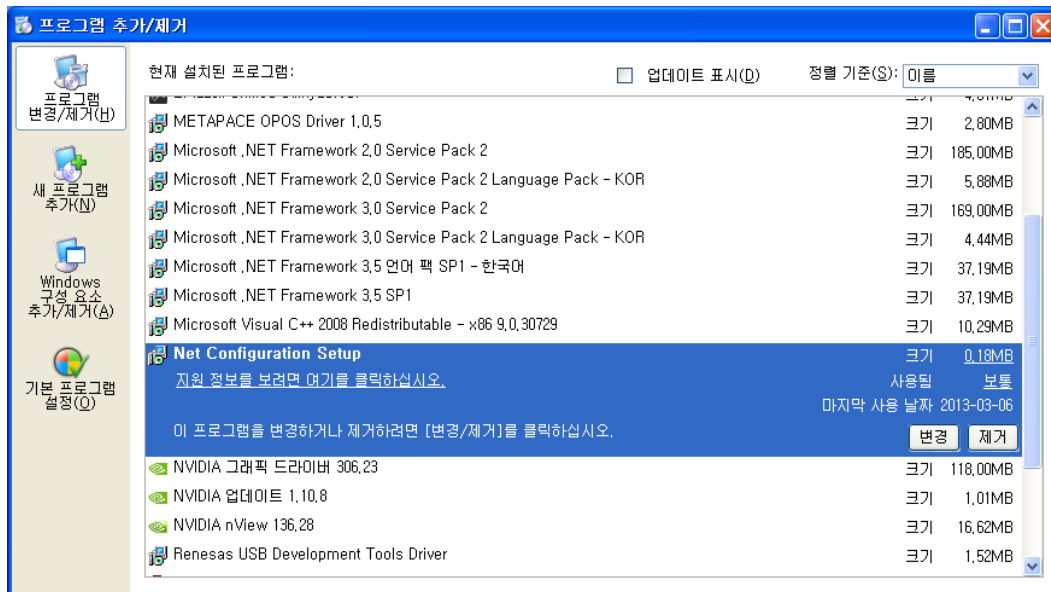 프로그램 추가/제거
프로그램
변경/제거(H)
새 프로그램
추가(N)
Windows
구성 요소
추가/제거(A)
기본 프로그램
설정(O)
현재 설치된 프로그램:
업데이트 표시(D)
정렬 기준(S): 이름
METAPACE OPOS Driver 1.0.5 크기 2,80MB
Microsoft .NET Framework 2.0 Service Pack 2 크기 185,00MB
Microsoft .NET Framework 2.0 Service Pack 2 Language Pack - KOR 크기 5,88MB
Microsoft .NET Framework 3.0 Service Pack 2 크기 169,00MB
Microsoft .NET Framework 3.0 Service Pack 2 Language Pack - KOR 크기 4,44MB
Microsoft .NET Framework 3.5 언어 팩 SP1 - 한국어 크기 37,19MB
Microsoft .NET Framework 3.5 SP1 크기 37,19MB
Microsoft Visual C++ 2008 Redistributable - x86 9.0.30729 크기 10,29MB
Net Configuration Setup 크기 0,18MB
지원 정보를 보려면 여기를 클릭하십시오. 사용됨 보통
마지막 사용 날짜 2013-03-06
이 프로그램을 변경하거나 제거하려면 [변경/제거]를 클릭하십시오. 변경 제거
NVIDIA 그래픽 드라이버 306.23 크기 118,00MB
NVIDIA 업데이트 1.10.8 크기 1,01MB
NVIDIA nView 136.28 크기 16,62MB
Renesas USB Development Tools Driver 크기 1,52MB